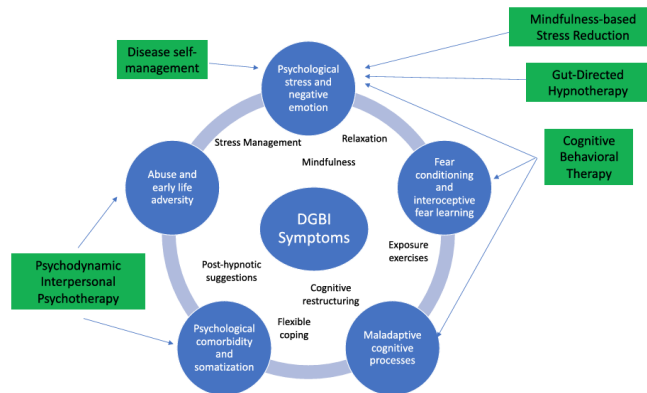 Mindfulness-based
Stress Reduction
Disease self-
management
Psychological
stress and
negative
emotion
Gut-Directed
Hypnotherapy
Stress Management
Relaxation
Mindfulness
Cognitive
Behavioral
Therapy
Abuse and
early life
adversity
Fear
conditioning
and
interoceptive
fear learning
DGBI
Symptoms
Exposure
exercises
Psychodynamic
Interpersonal
Psychotherapy
Post-hypnotic
suggestions
Cognitive
restructuring
Flexible
coping
Psychological
comorbidity
and
somatization
Maladaptive
cognitive
processes